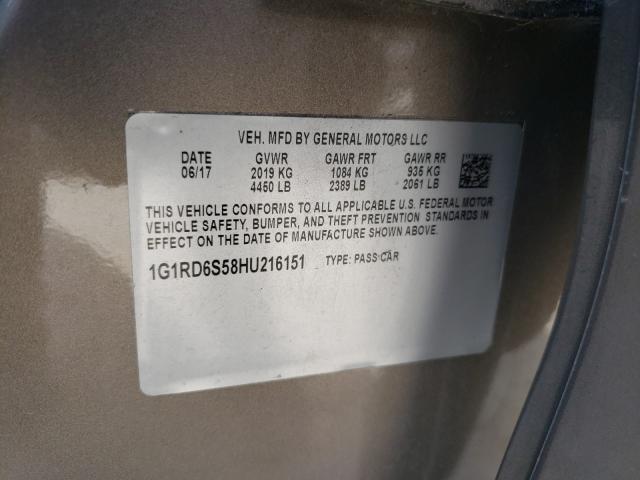 VEH. MFD BY GENERAL MOTORS LLC
DATE GVWR GAWR FRT GAWR RR
06/17 2019 KG 1084 KG 935 KG
4450 LB 2389 LB 2061 LB
THIS VEHICLE CONFORMS TO ALL APPLICABLE U.S. FEDERAL MOTOR
VEHICLE SAFETY, BUMPER, AND THEFT PREVENTION STANDARDS IN
EFFECT ON THE DATE OF MANUFACTURE SHOWN ABOVE.
1G1RD6S58HU216151 TYPE: PASS CAR